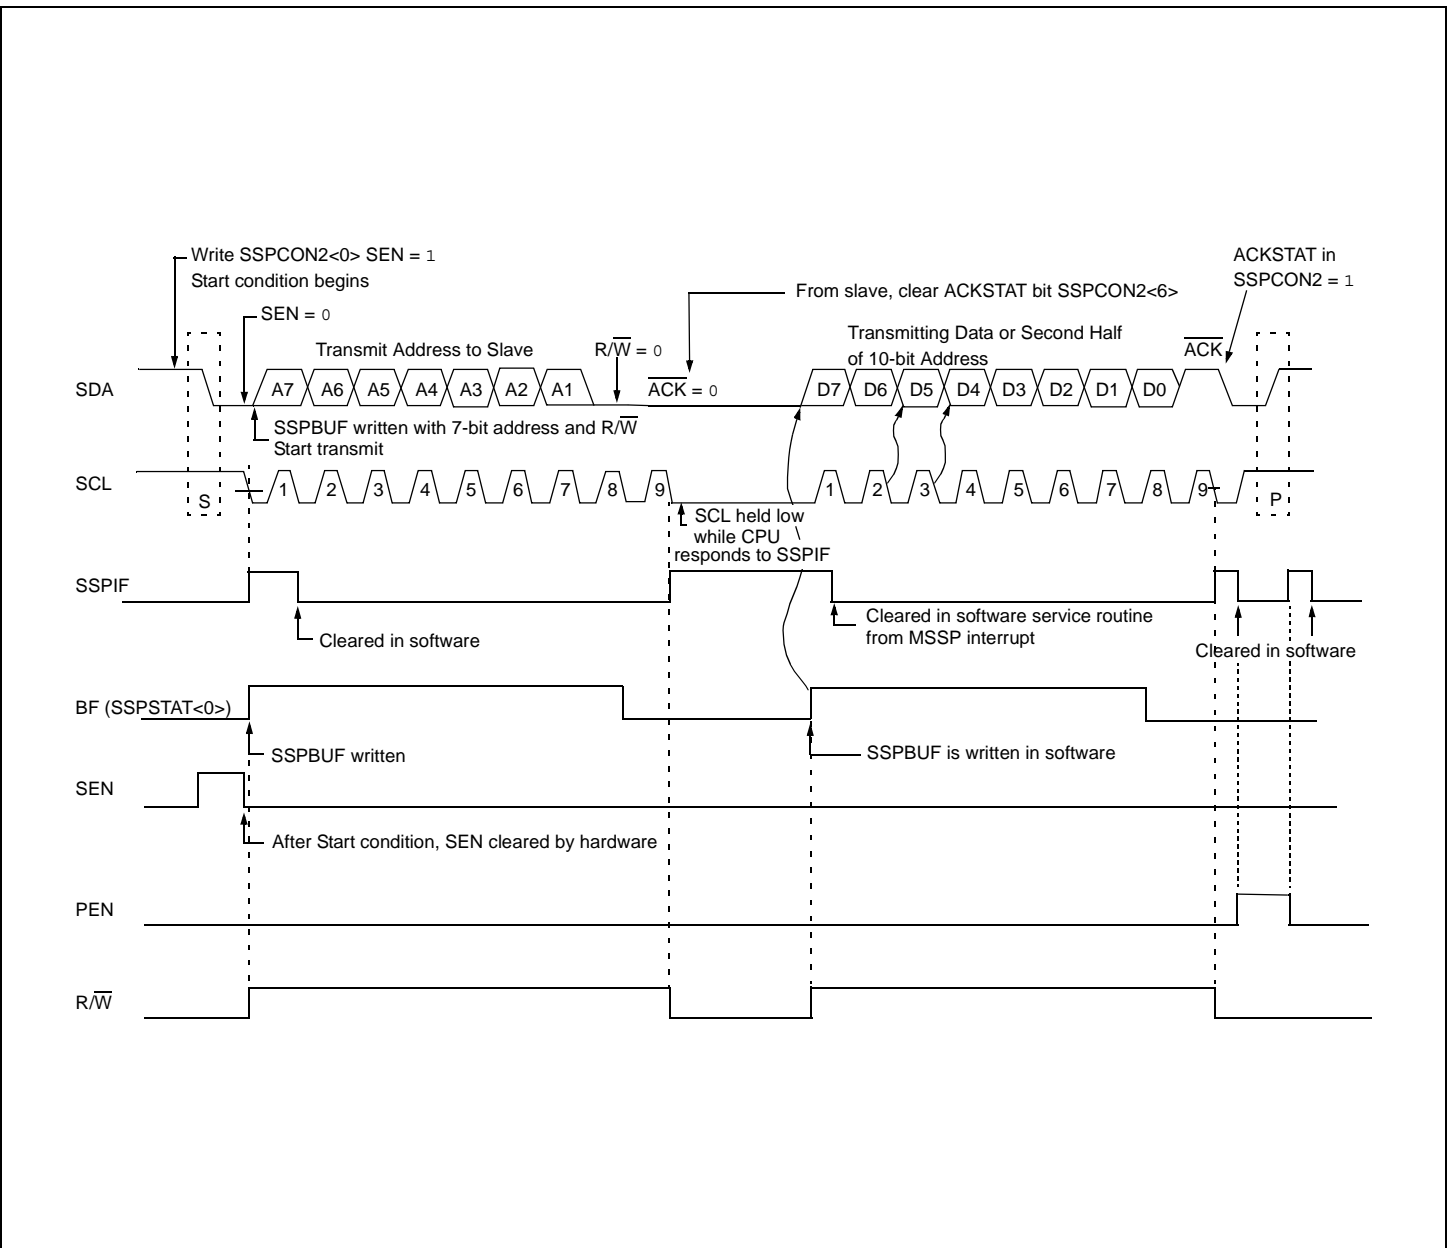 Write SSPCON2<0> SEN = 1
Start condition begins
ACKSTAT in
SSPCON2 = 1
From slave, clear ACKSTAT bit SSPCON2<6>
SEN = 0
Transmitting Data or Second Half
of 10-bit Address
Transmit Address to Slave
R/W̅ = 0
A̅C̅K̅
SDA
A7 A6 A5 A4 A3 A2 A1
A̅C̅K̅ = 0
D7 D6 D5 D4 D3 D2 D1 D0
SSPBUF written with 7-bit address and R/W̅
Start transmit
SCL
S
1 2 3 4 5 6 7 8 9
1 2 3 4 5 6 7 8 9
P
SCL held low
while CPU
responds to SSPIF
SSPIF
Cleared in software
Cleared in software service routine
from MSSP interrupt
Cleared in software
BF (SSPSTAT<0>)
SSPBUF written
SSPBUF is written in software
SEN
After Start condition, SEN cleared by hardware
PEN
R/W̅